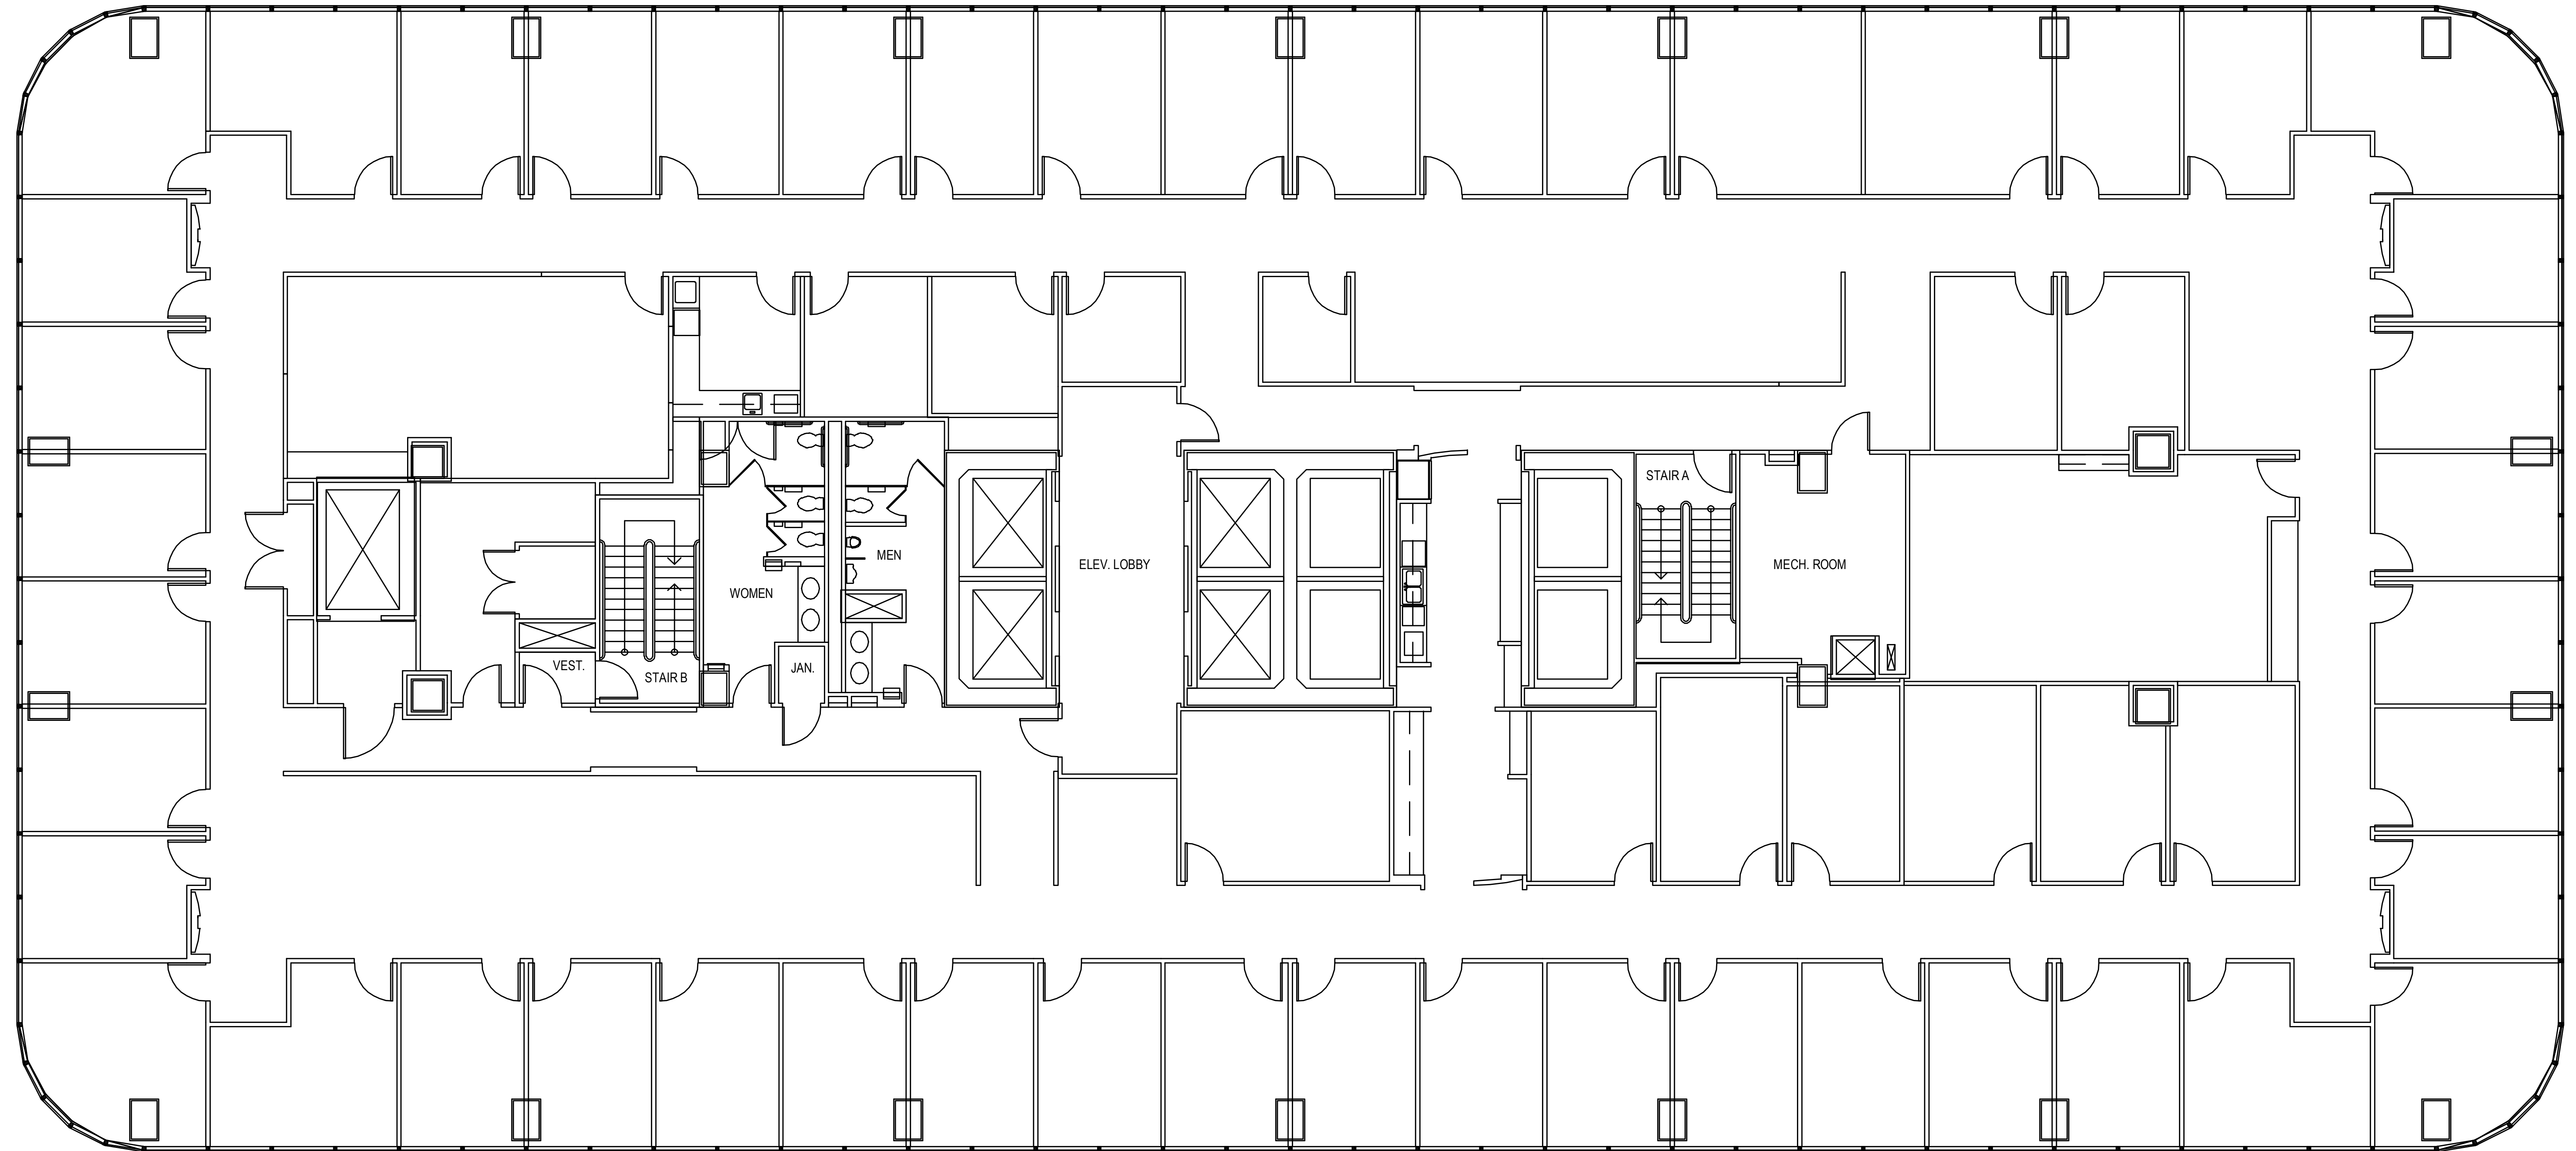 STAIR A
MEN
ELEV. LOBBY
MECH. ROOM
WOMEN
VEST.
JAN.
STAIR B